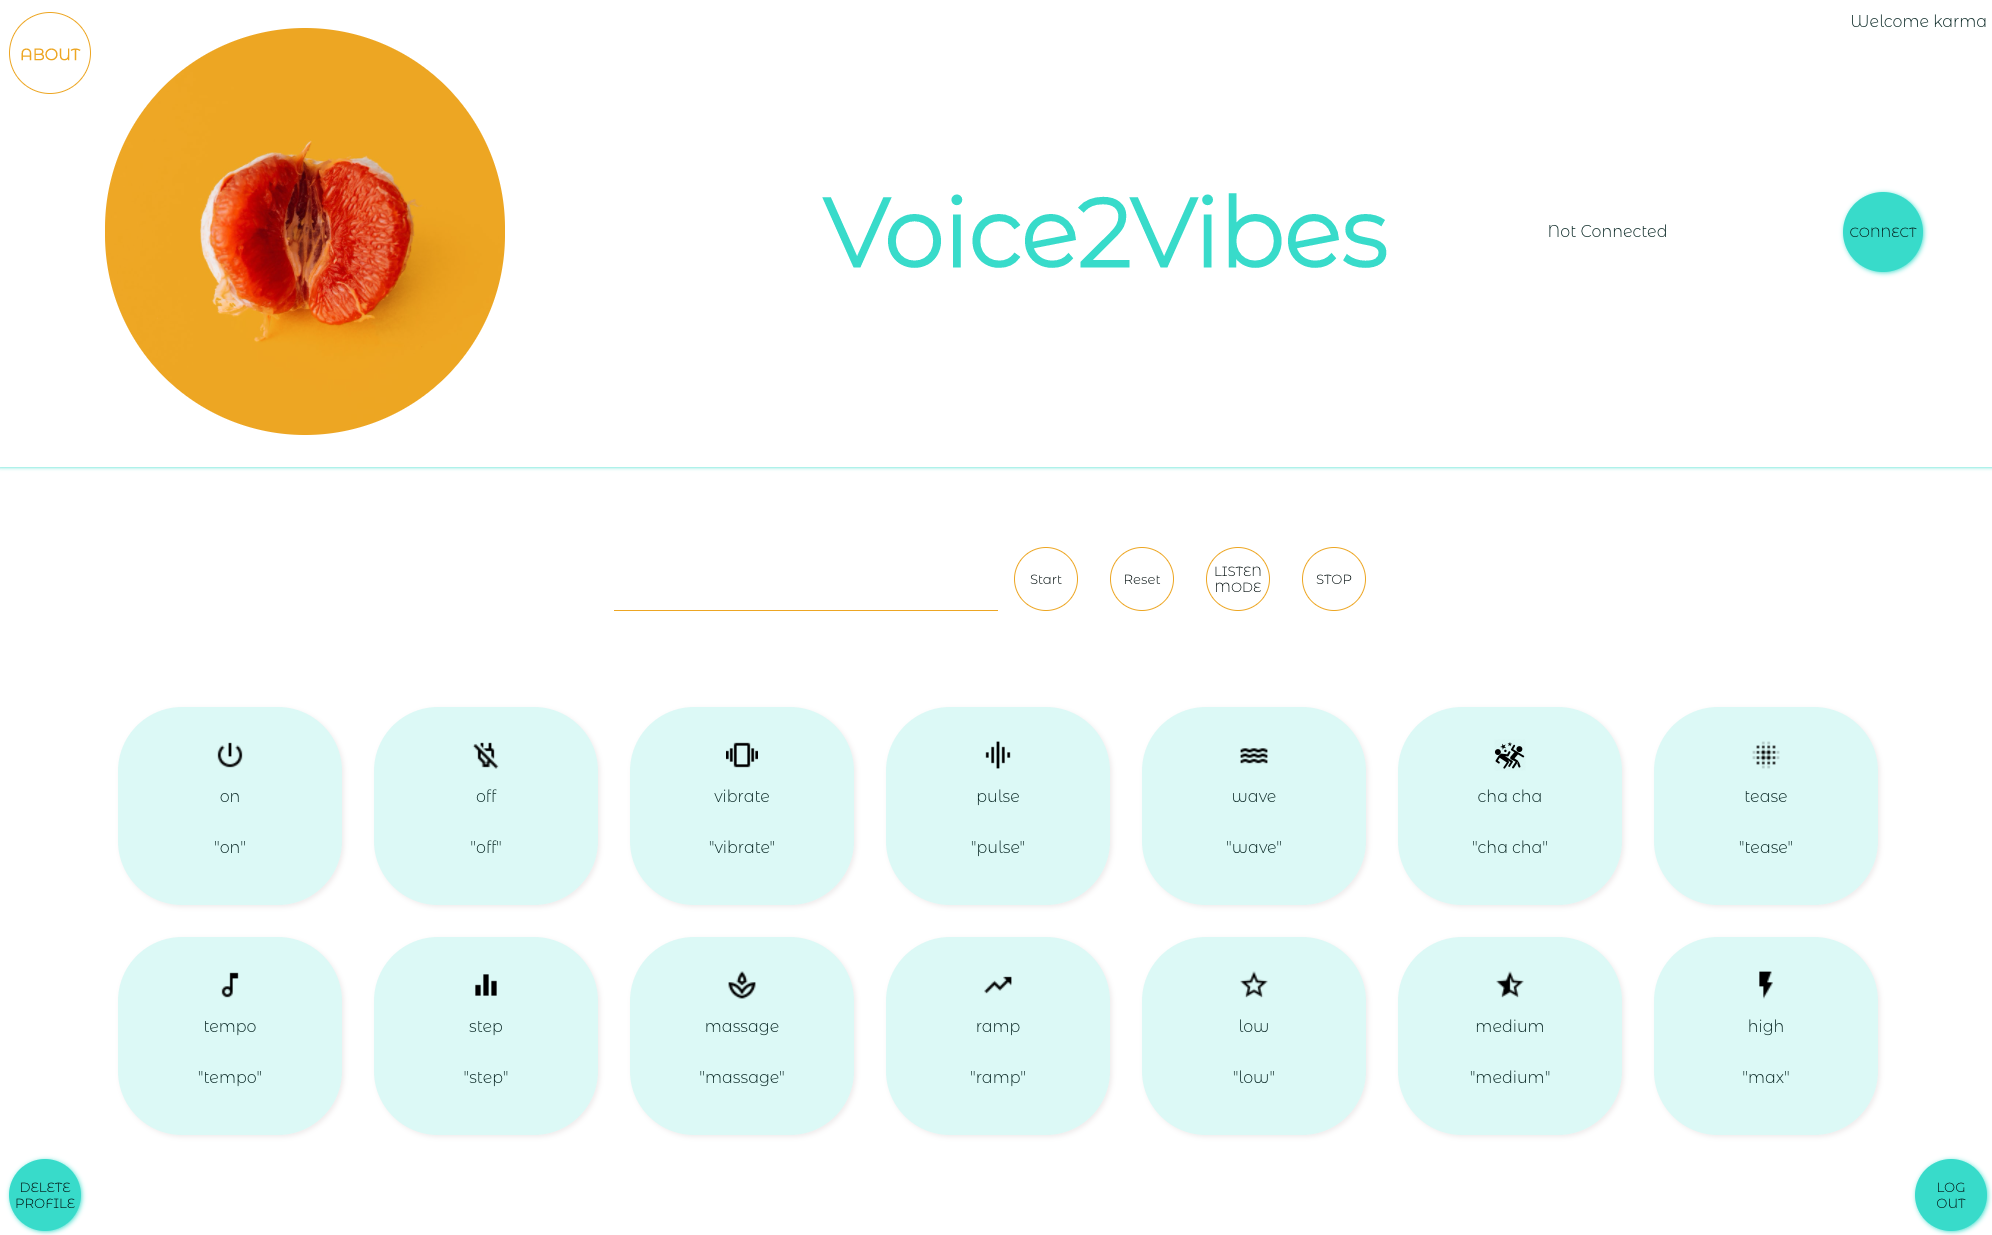 Welcome karma
ABOUT
Voice2Vibes
Not Connected
CONNECT
Start
Reset
LISTEN
MODE
STOP
on
"on"
off
"off"
vibrate
"vibrate"
pulse
"pulse"
wave
"wave"
cha cha
"cha cha"
tease
"tease"
tempo
"tempo"
step
"step"
massage
"massage"
ramp
"ramp"
low
"low"
medium
"medium"
high
"max"
DELETE
PROFILE
LOG
OUT